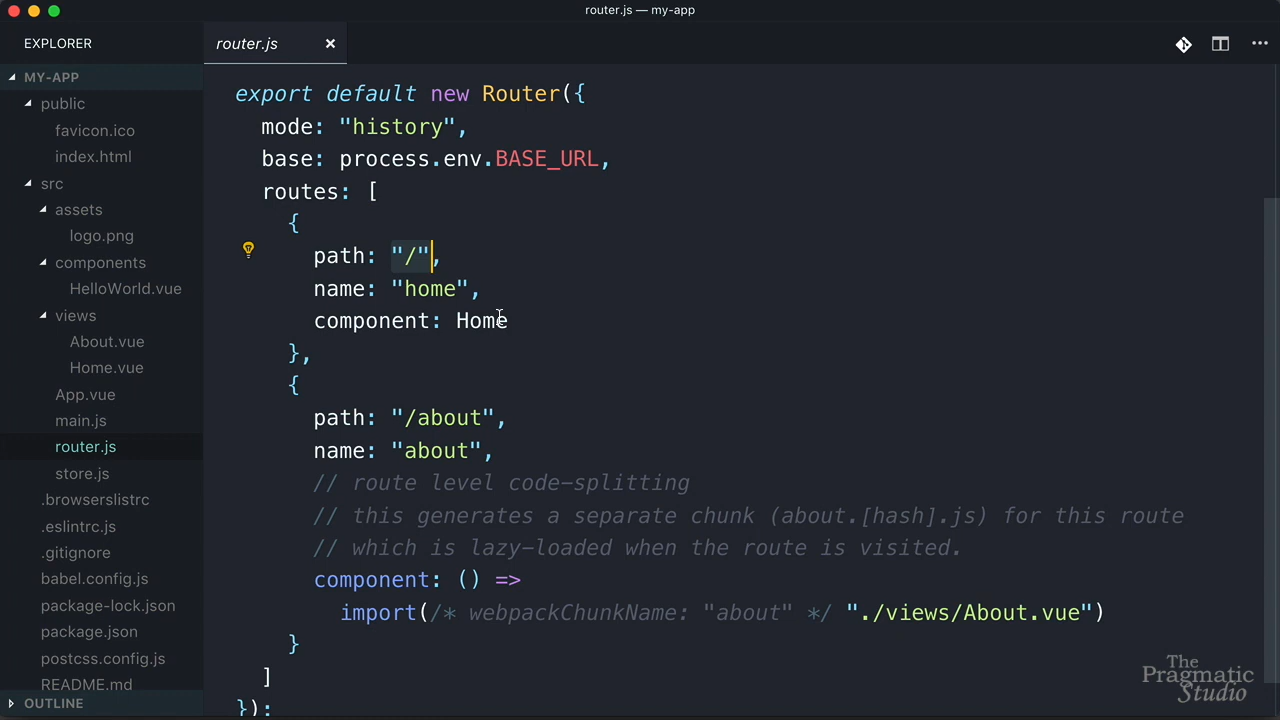 router.js — my-app
EXPLORER
MY-APP
public
favicon.ico
index.html
src
assets
logo.png
components
HelloWorld.vue
views
About.vue
Home.vue
App.vue
main.js
router.js
store.js
.browserslistrc
.eslintrc.js
.gitignore
babel.config.js
package-lock.json
package.json
postcss.config.js
README.md
OUTLINE
router.js
export default new Router({
mode: "history",
base: process.env.BASE_URL,
routes: [
{
path: "/",
name: "home",
component: Home
},
{
path: "/about",
name: "about",
// route level code-splitting
// this generates a separate chunk (about.[hash].js) for this route
// which is lazy-loaded when the route is visited.
component: () =>
import(/* webpackChunkName: "about" */ "./views/About.vue")
}
]
});
The
Pragmatic
Studio